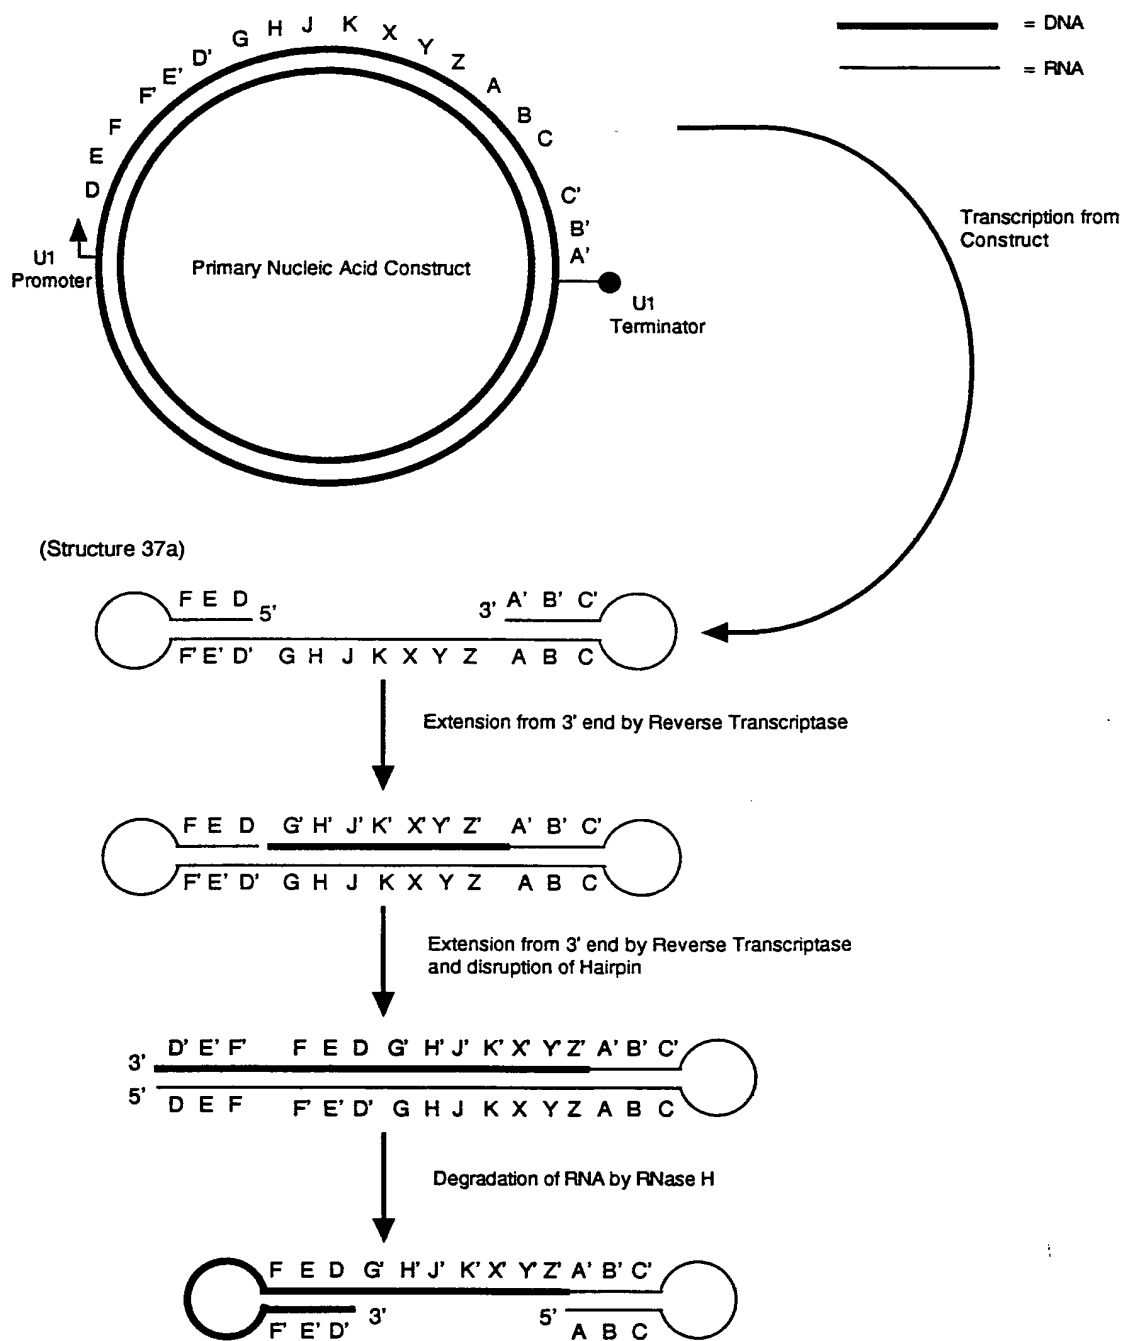 D E F F' E' D' G H J K X Y Z A B C C' B' A'
= DNA
= RNA
U1
Promoter
Primary Nucleic Acid Construct
U1
Terminator
Transcription from
Construct
(Structure 37a)
F E D 5' 3' A' B' C'
F' E' D' G H J K X Y Z A B C
Extension from 3' end by Reverse Transcriptase
F E D G' H' J' K' X' Y' Z' A' B' C'
F' E' D' G H J K X Y Z A B C
Extension from 3' end by Reverse Transcriptase
and disruption of Hairpin
3' D' E' F' F E D G' H' J' K' X' Y' Z' A' B' C'
5' D E F F' E' D' G H J K X Y Z A B C
Degradation of RNA by RNase H
F E D G' H' J' K' X' Y' Z' A' B' C'
F' E' D' 3' 5' A B C